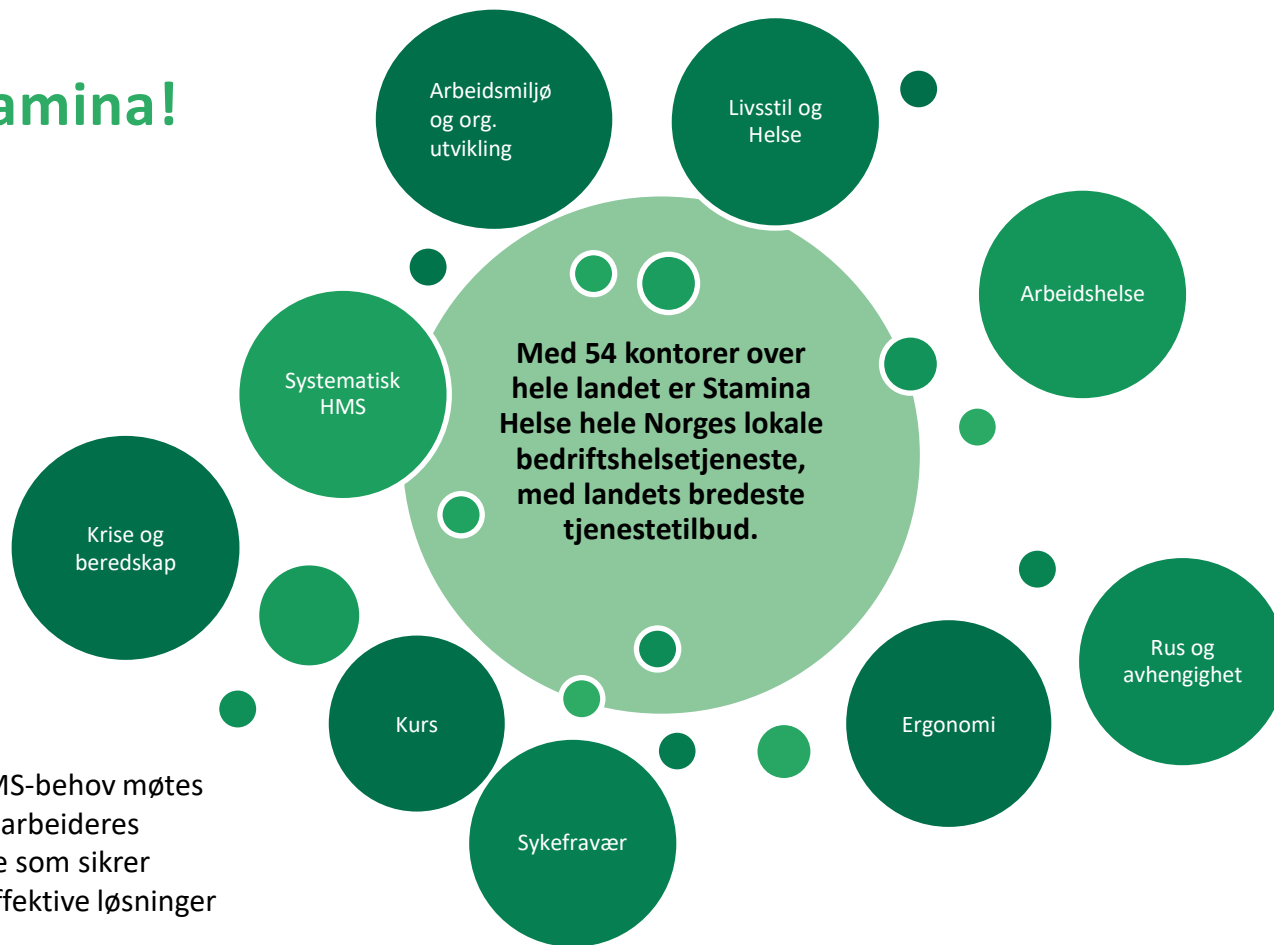 amina!
Arbeidsmiljø
og org.
utvikling
Livsstil og
Helse
Arbeidshelse
Med 54 kontorer over
hele landet er Stamina
Helse hele Norges lokale
bedriftshelsetjeneste,
med landets bredeste
tjenestetilbud.
Systematisk
HMS
Krise og
beredskap
Rus og
avhengighet
Kurs
Ergonomi
Sykefravær
MS-behov møtes
arbeideres
e som sikrer
ffektive løsninger